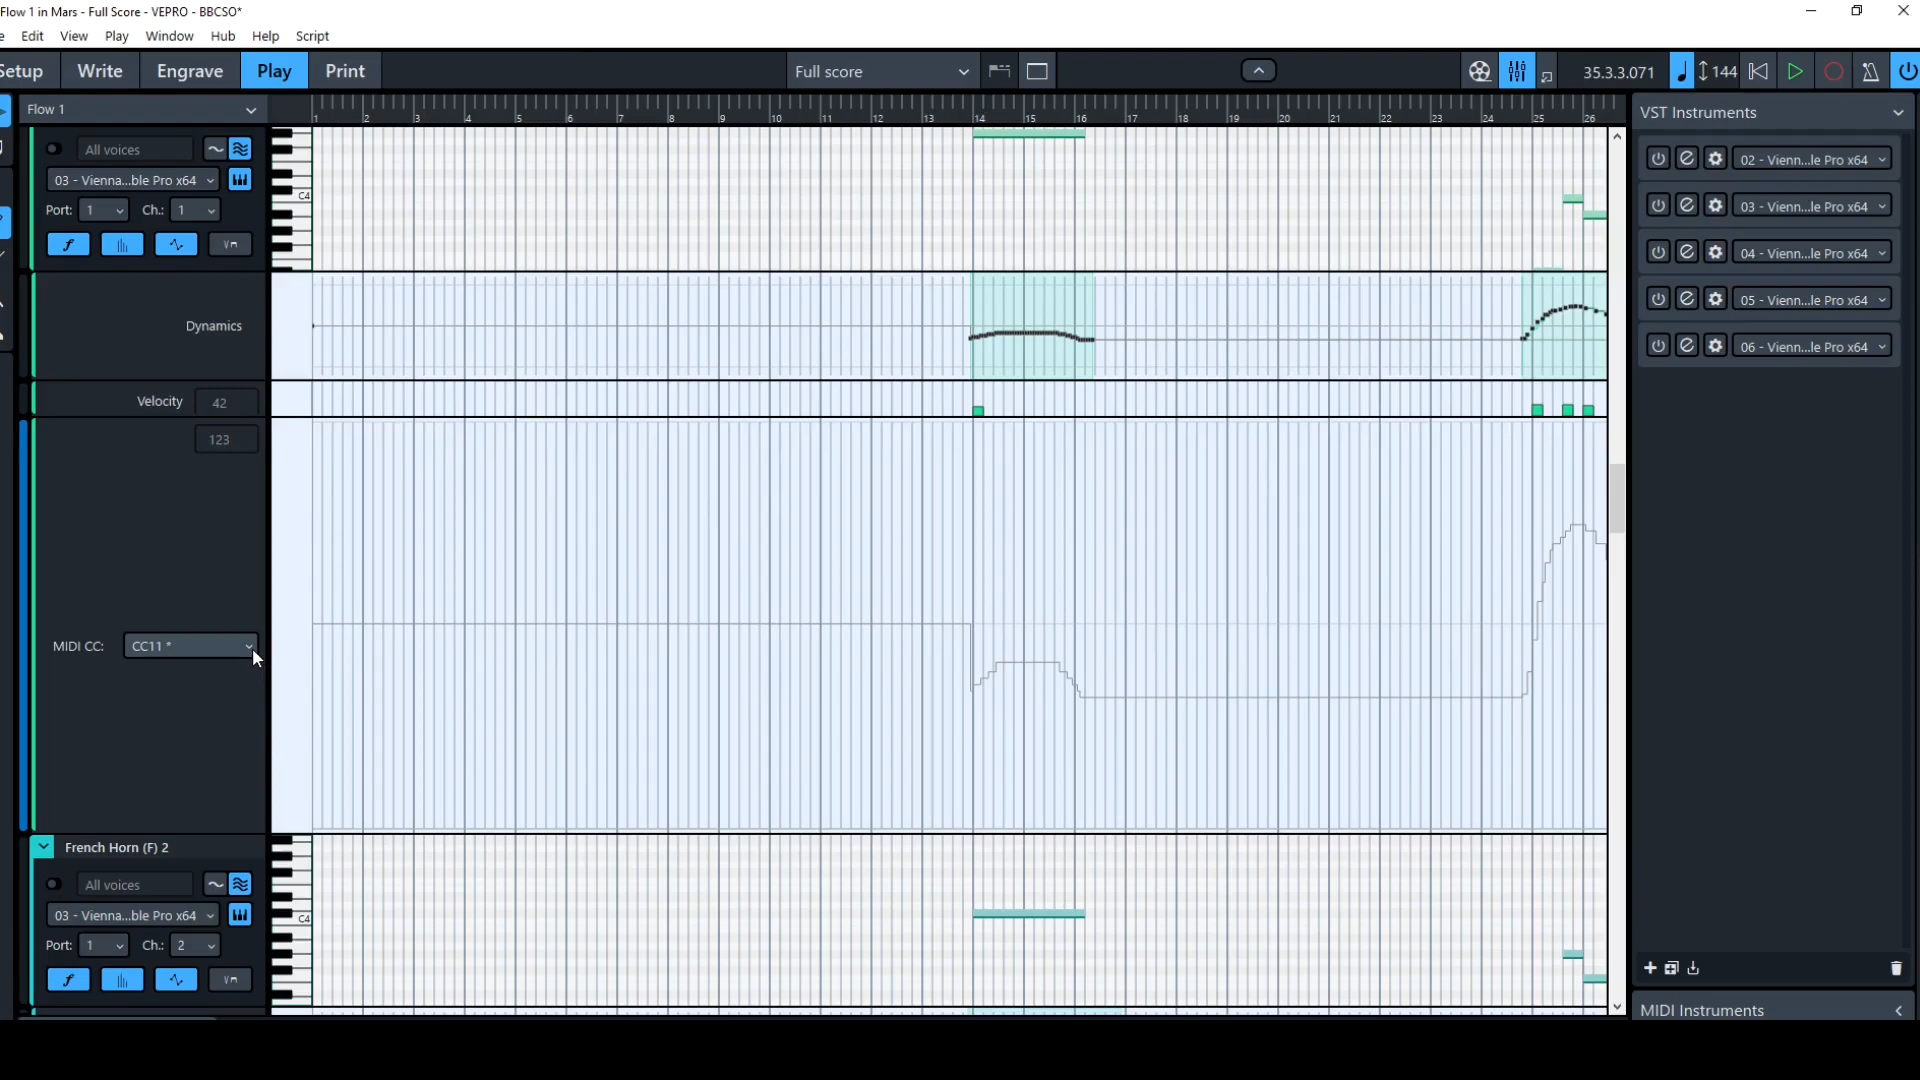 Flow 1 in Mars - Full Score - VEPRO - BBCSO*
e Edit View Play Window Hub Help Script
Setup Write Engrave Play Print Full score 35.3.3.071 144
Flow 1 1 2 3 4 5 6 7 8 9 10 11 12 13 14 15 16 17 18 19 20 21 22 23 24 25 26 VST Instruments
All voices
02 - Vienn...le Pro x64
03 - Vienna...ble Pro x64
C4
03 - Vienn...le Pro x64
Port: 1 Ch.: 1
f
04 - Vienn...le Pro x64
05 - Vienn...le Pro x64
Dynamics
06 - Vienn...le Pro x64
Velocity 42
123
MIDI CC: CC11 *
French Horn (F) 2
All voices
03 - Vienna...ble Pro x64
C4
Port: 1 Ch.: 2
f
MIDI Instruments